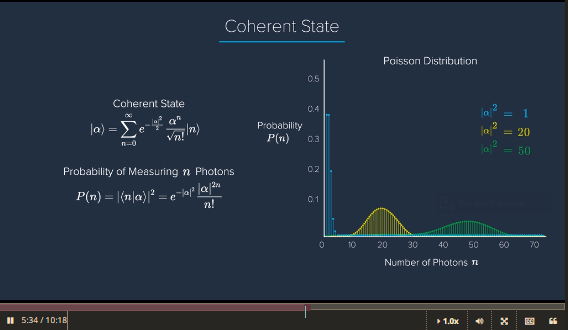 Coherent State
Poisson Distribution
Coherent State
|α⟩ = ∑_{n=0}^{∞} e^{-|α|²/2} αⁿ/√n! |n⟩
Probability of Measuring n Photons
P(n) = |⟨n|α⟩|² = e^{-|α|²} |α|^{2n}/n!
Probability
P(n)
0.5
0.4
0.3
0.2
0.1
|α|² = 1
|α|² = 20
|α|² = 50
0 10 20 30 40 50 60 70
Number of Photons n
5:34 / 10:18
1.0x
CC